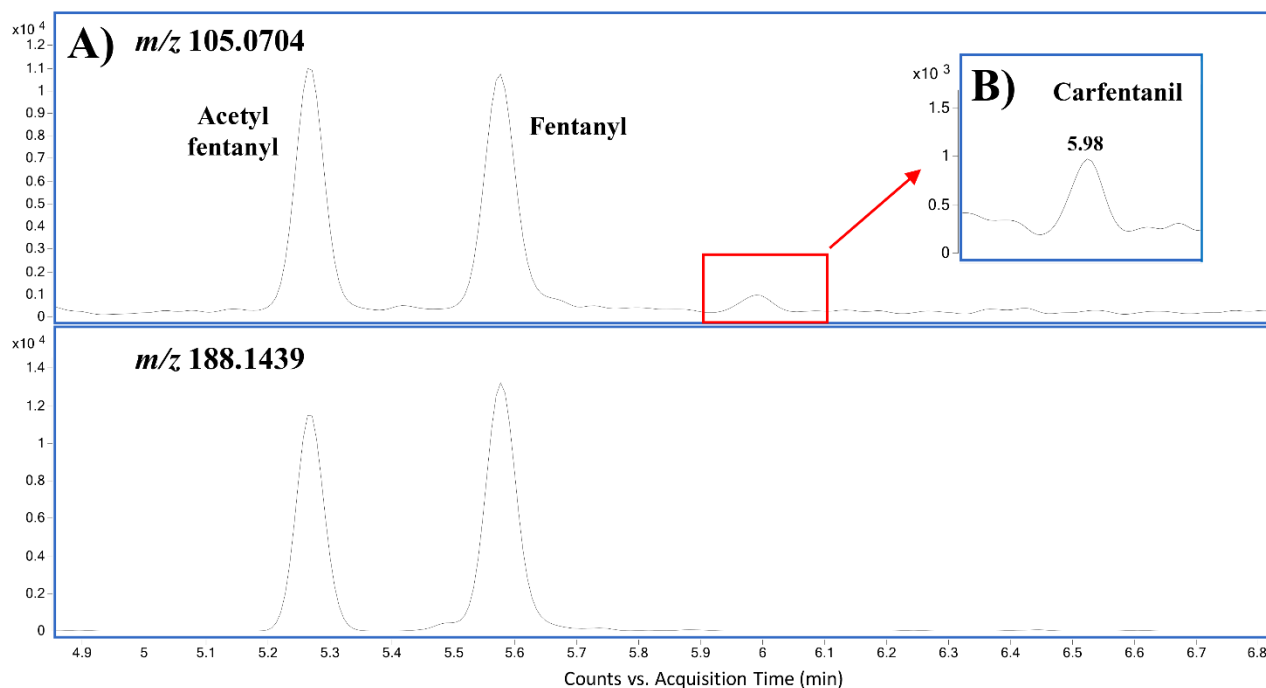 x10 4
A) m/z 105.0704
1.2
1.1
1
0.9
0.8
0.7
0.6
0.5
0.4
0.3
0.2
0.1
0
Acetyl
fentanyl
Fentanyl
x10 3
B) Carfentanil
5.98
1.5
1
0.5
0
x10 4
m/z 188.1439
1.4
1.2
1
0.8
0.6
0.4
0.2
0
4.9 5 5.1 5.2 5.3 5.4 5.5 5.6 5.7 5.8 5.9 6 6.1 6.2 6.3 6.4 6.5 6.6 6.7 6.8
Counts vs. Acquisition Time (min)